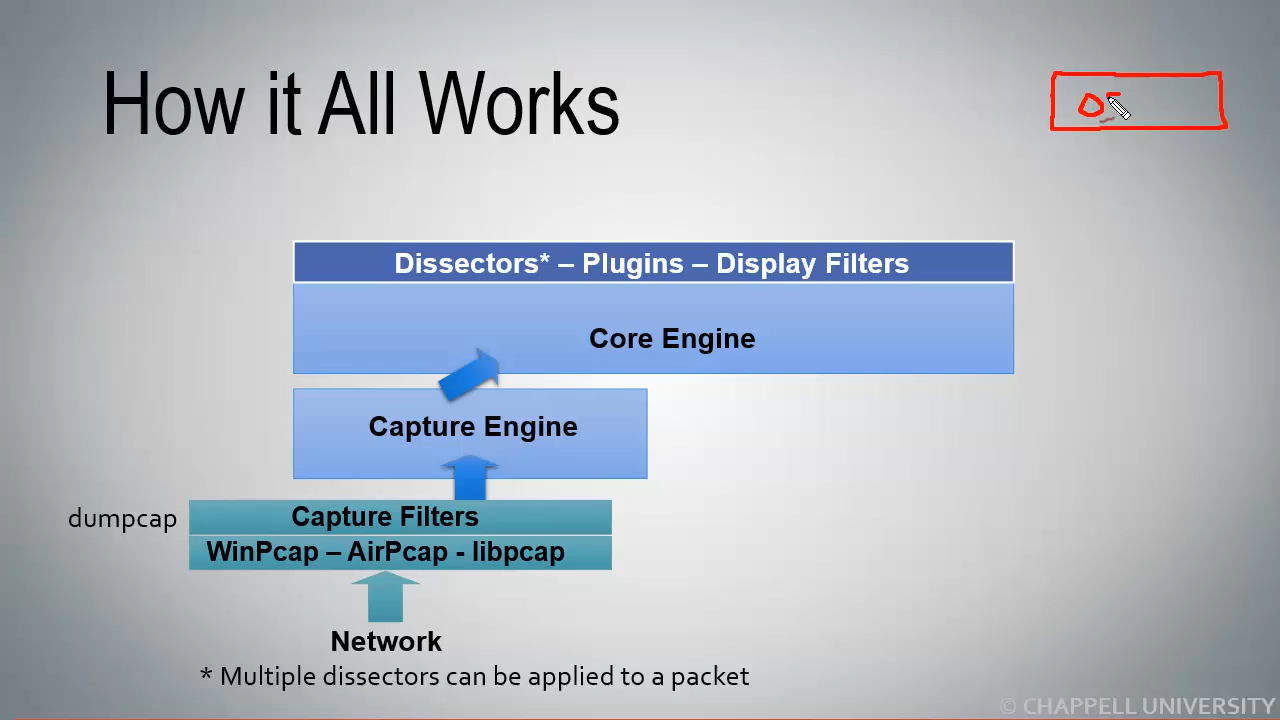 How it All Works
Dissectors* – Plugins – Display Filters
Core Engine
Capture Engine
dumpcap
Capture Filters
WinPcap – AirPcap - libpcap
Network
* Multiple dissectors can be applied to a packet
© CHAPPELL UNIVERSITY